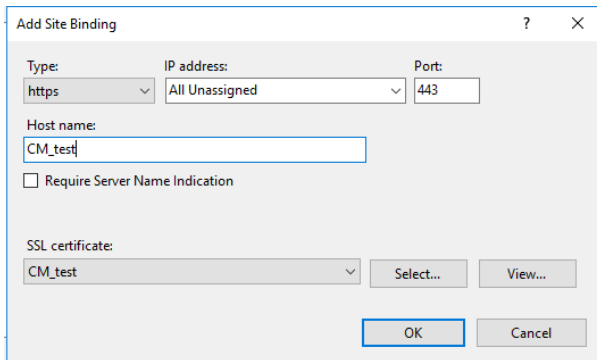 Add Site Binding ? ×
Type: IP address: Port:
https All Unassigned 443
Host name:
CM_test
Require Server Name Indication
SSL certificate:
CM_test Select... View...
OK Cancel